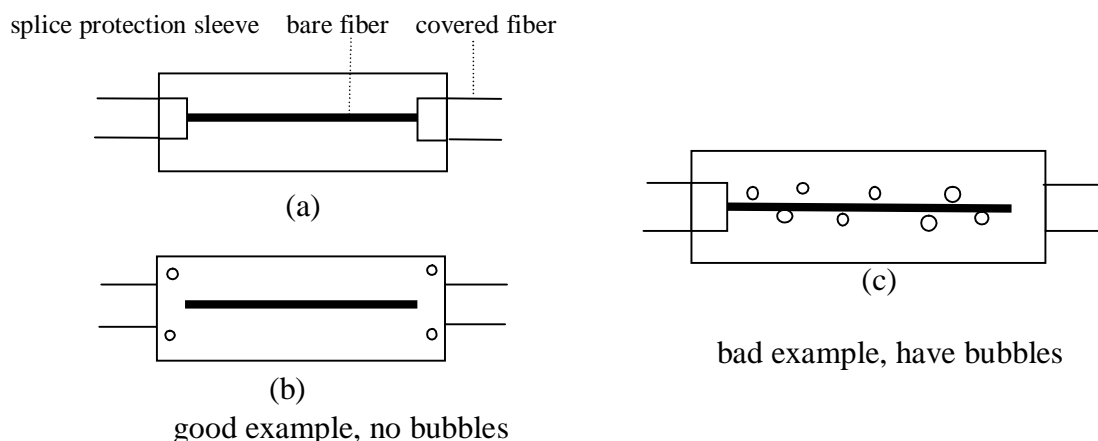 splice protection sleeve bare fiber covered fiber
(a)
(b)
good example, no bubbles
(c)
bad example, have bubbles